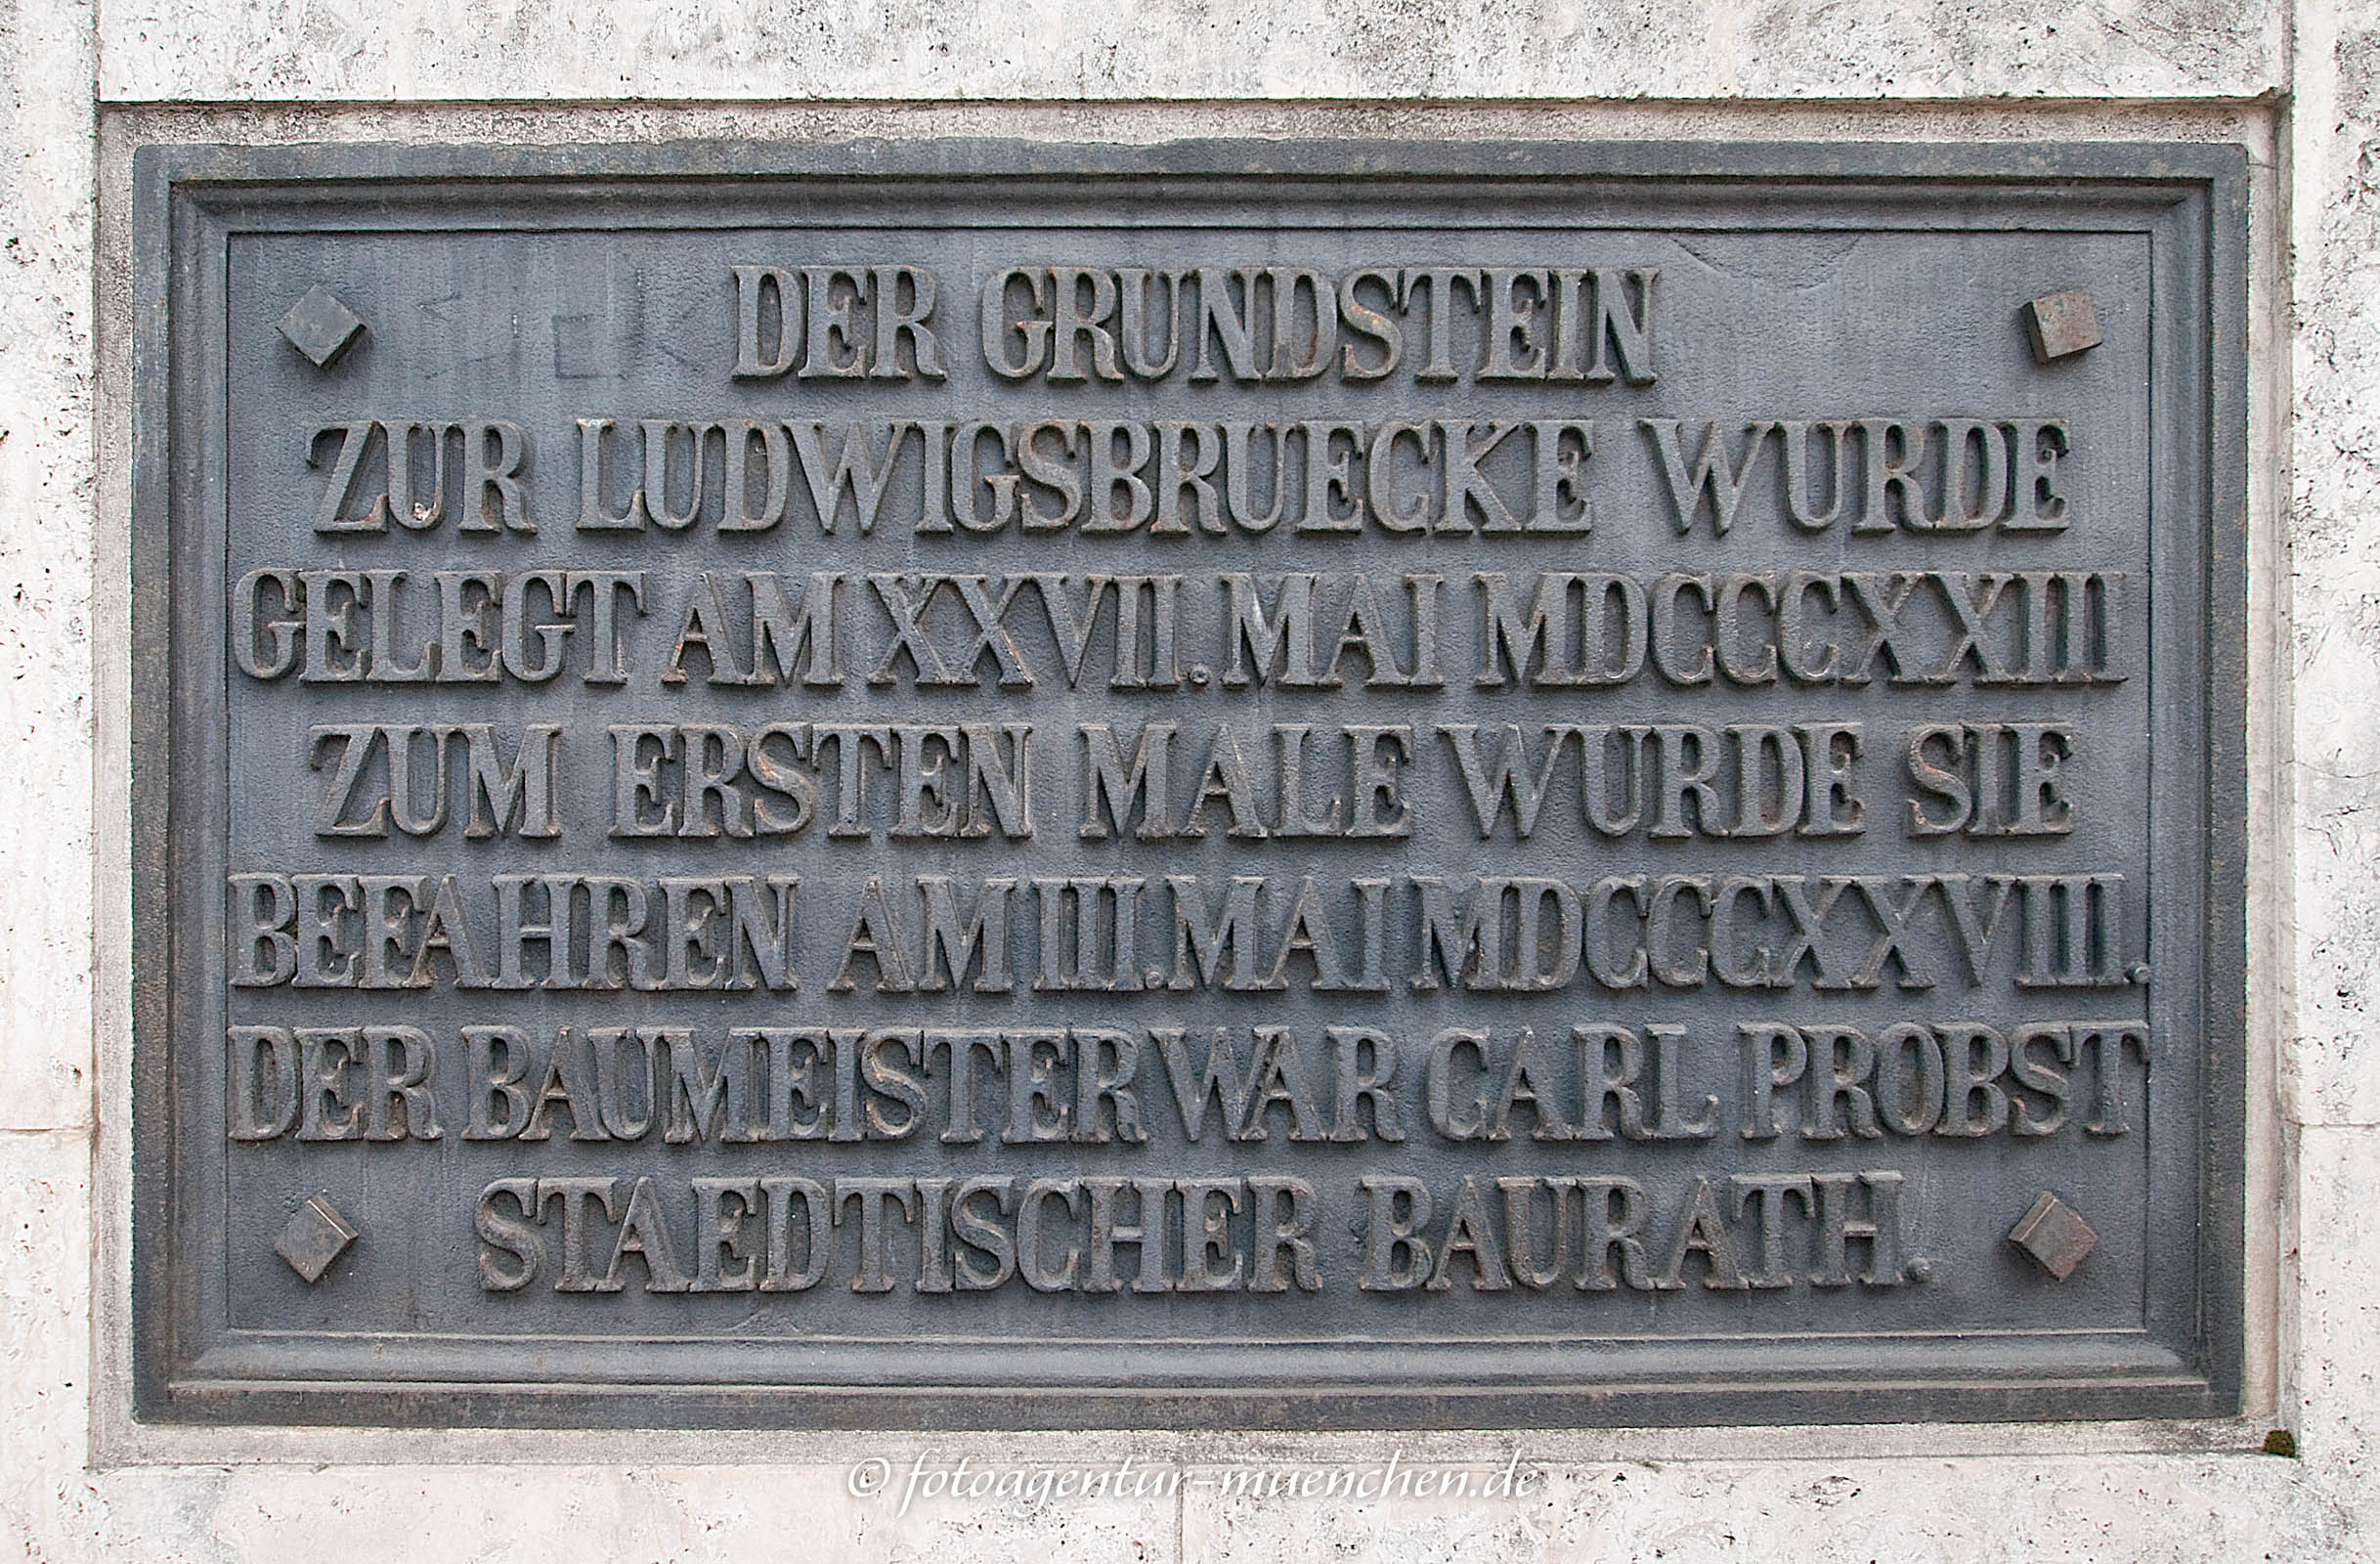 DER GRUNDSTEIN
ZUR LUDWIGSBRUECKE WURDE
GELEGT AM XXVII. MAI MDCCCXXIII
ZUM ERSTEN MALE WURDE SIE
BEFAHREN AM III. MAI MDCCCXXVIII.
DER BAUMEISTER WAR CARL PROBST
STAEDTISCHER BAURATH.
© fotoagentur-muenchen.de